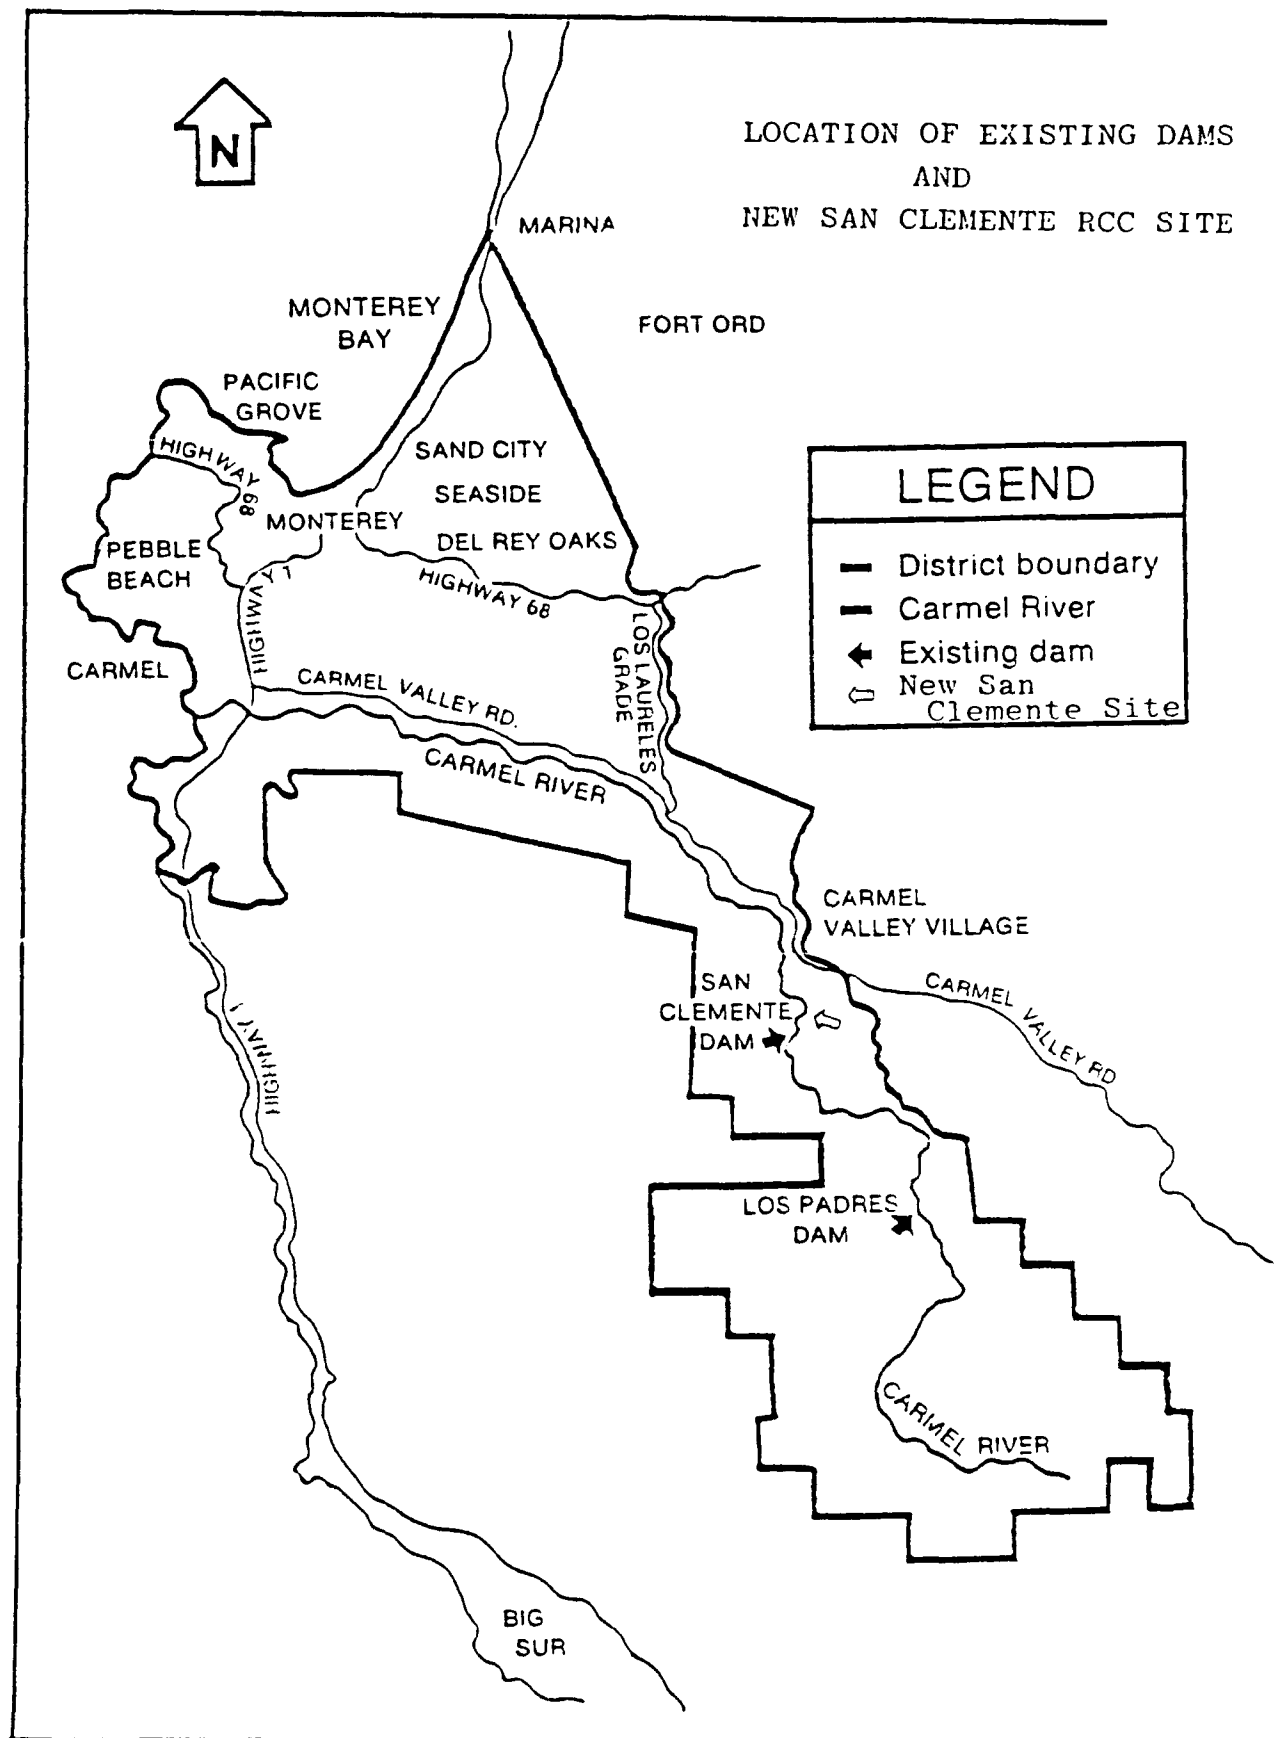 LOCATION OF EXISTING DAMS
AND
NEW SAN CLEMENTE RCC SITE
N
MARINA
MONTEREY
BAY
FORT ORD
PACIFIC
GROVE
HIGHWAY 68
SAND CITY
SEASIDE
MONTEREY
DEL REY OAKS
PEBBLE
BEACH
HIGHWAY 1
HIGHWAY 68
LOS LAURELES
GRADE
CARMEL
CARMEL VALLEY RD.
CARMEL RIVER
LEGEND
District boundary
Carmel River
Existing dam
New San
Clemente Site
CARMEL
VALLEY VILLAGE
SAN
CLEMENTE
DAM
CARMEL VALLEY RD
HIGHWAY 1
LOS PADRES
DAM
CARMEL RIVER
BIG
SUR